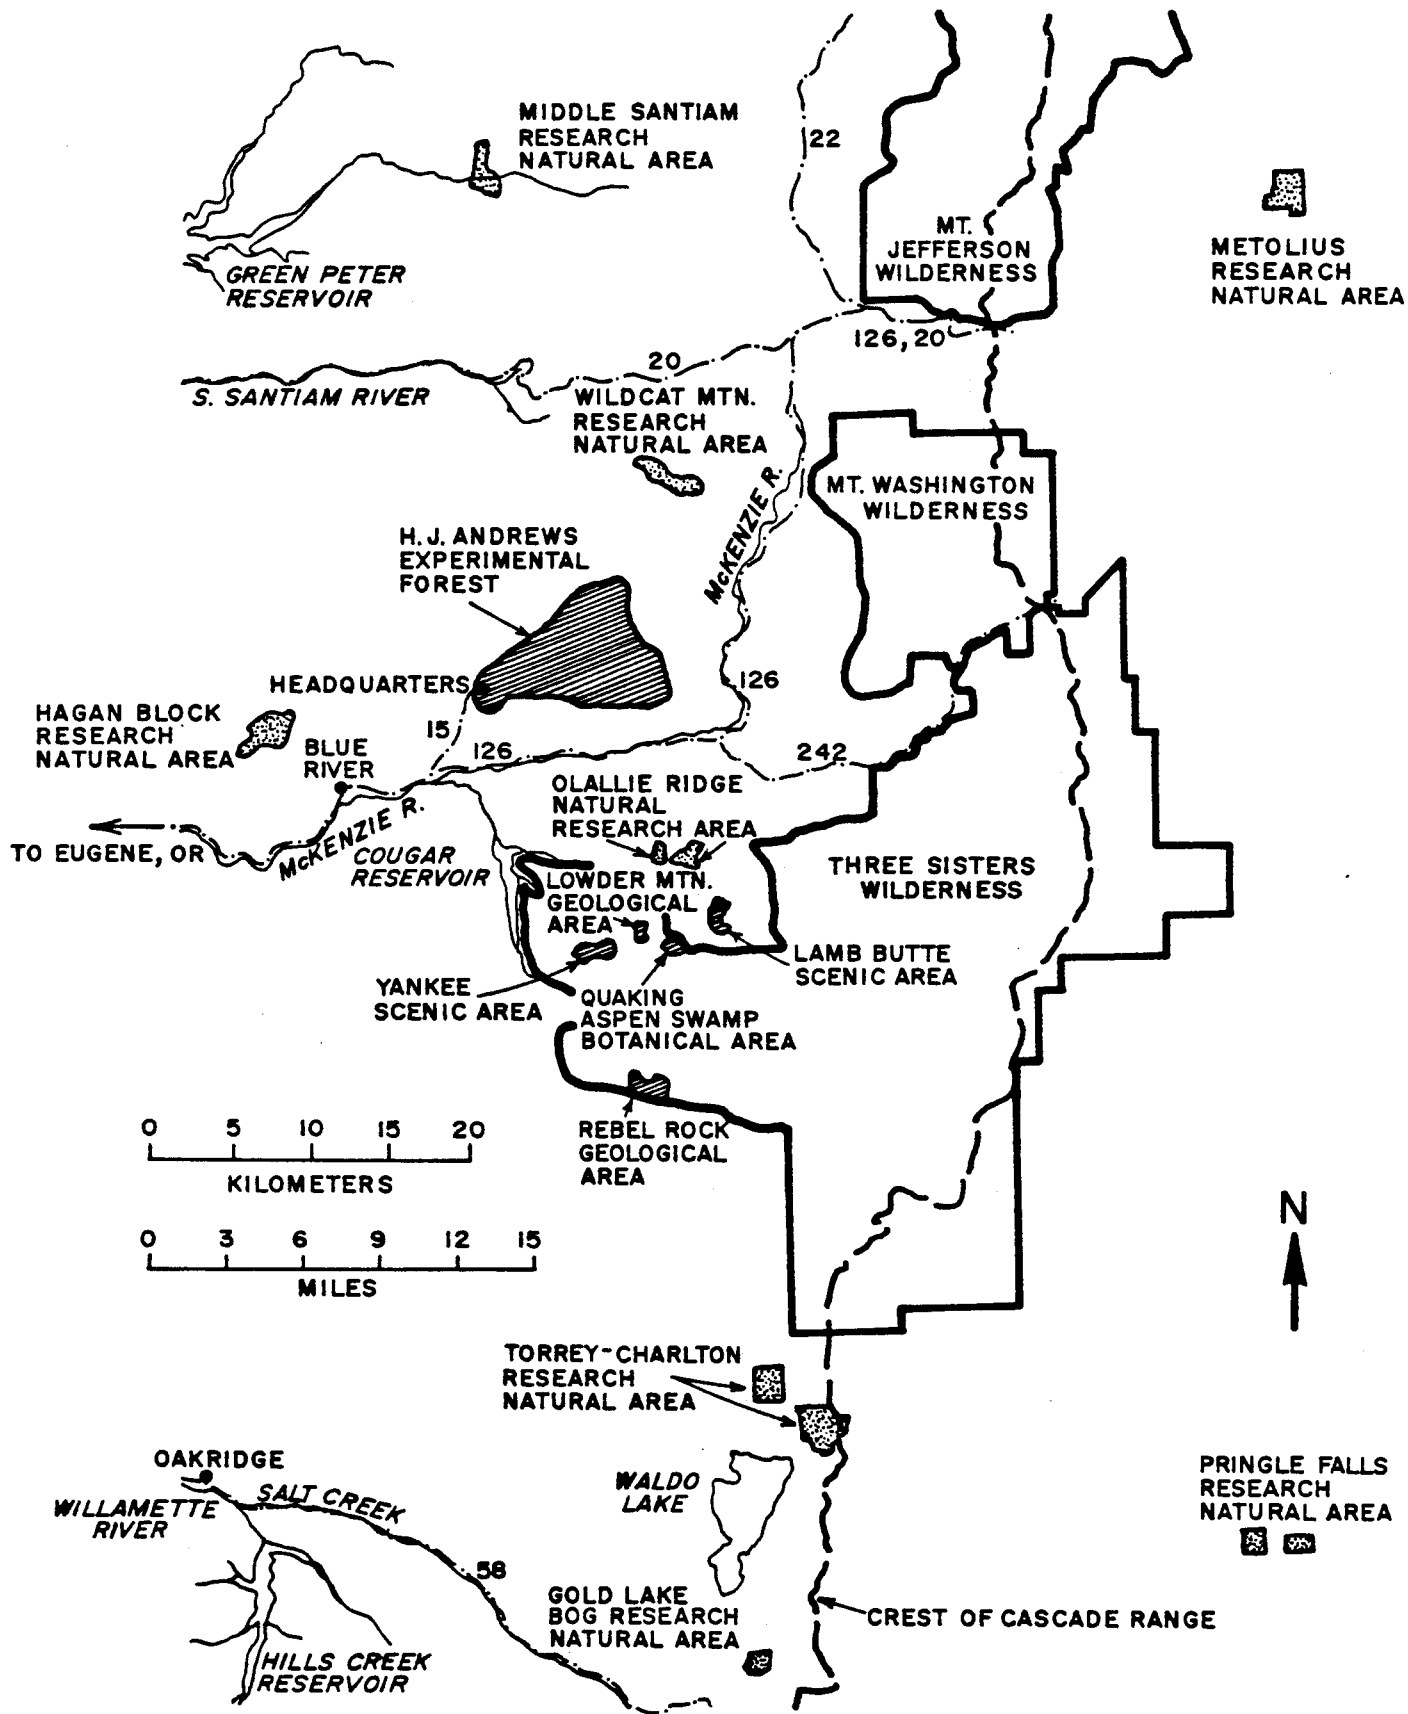 MIDDLE SANTIAM
RESEARCH
NATURAL AREA
22
MT.
JEFFERSON
WILDERNESS
METOLIUS
RESEARCH
NATURAL AREA
GREEN PETER
RESERVOIR
126, 20
20
S. SANTIAM RIVER
WILDCAT MTN.
RESEARCH
NATURAL AREA
McKENZIE R.
MT. WASHINGTON
WILDERNESS
H.J. ANDREWS
EXPERIMENTAL
FOREST
HEADQUARTERS
126
HAGAN BLOCK
RESEARCH
NATURAL AREA
15
126
242
BLUE
RIVER
OLALLIE RIDGE
NATURAL
RESEARCH AREA
McKENZIE R.
TO EUGENE, OR
COUGAR
RESERVOIR
LOWDER MTN.
GEOLOGICAL
AREA
THREE SISTERS
WILDERNESS
LAMB BUTTE
SCENIC AREA
YANKEE
SCENIC AREA
QUAKING
ASPEN SWAMP
BOTANICAL AREA
REBEL ROCK
GEOLOGICAL
AREA
0 5 10 15 20
KILOMETERS
0 3 6 9 12 15
MILES
N
TORREY-CHARLTON
RESEARCH
NATURAL AREA
OAKRIDGE
SALT CREEK
WILLAMETTE
RIVER
WALDO
LAKE
PRINGLE FALLS
RESEARCH
NATURAL AREA
58
GOLD LAKE
BOG RESEARCH
NATURAL AREA
CREST OF CASCADE RANGE
HILLS CREEK
RESERVOIR